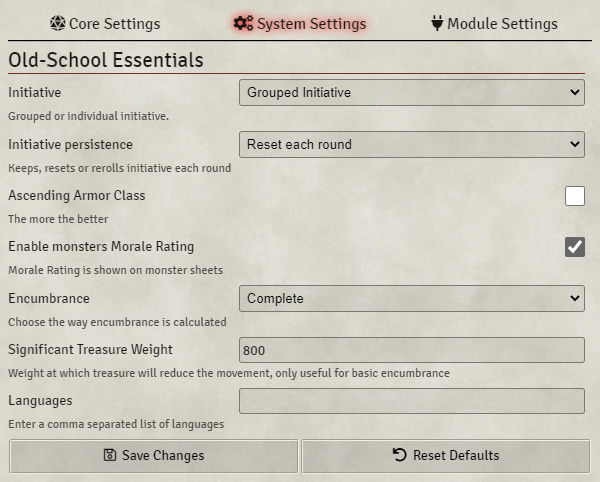 Core Settings System Settings Module Settings
Old-School Essentials
Initiative Grouped Initiative
Grouped or individual initiative.
Initiative persistence Reset each round
Keeps, resets or rerolls initiative each round
Ascending Armor Class
The more the better
Enable monsters Morale Rating
Morale Rating is shown on monster sheets
Encumbrance Complete
Choose the way encumbrance is calculated
Significant Treasure Weight 800
Weight at which treasure will reduce the movement, only useful for basic encumbrance
Languages
Enter a comma separated list of languages
Save Changes Reset Defaults